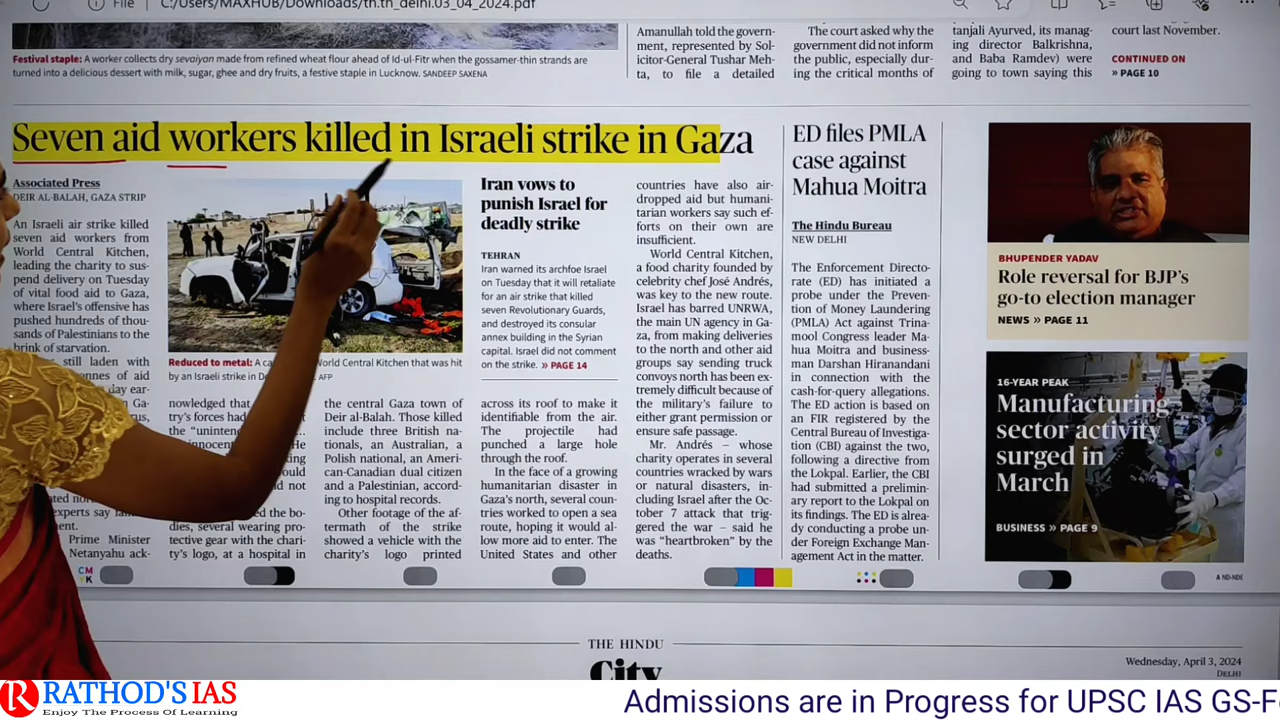 File
C:/Users/MAXHUB/Downloads/th.th_delhi.03_04_2024.pdf
Festival staple: A worker collects dry sevaiyan made from refined wheat flour ahead of Id-ul-Fitr when the gossamer-thin strands are
turned into a delicious dessert with milk, sugar, ghee and dry fruits, a festive staple in Lucknow. SANDEEP SAXENA
Amanullah told the govern-
ment, represented by Sol-
icitor-General Tushar Meh-
ta, to file a detailed
The court asked why the
government did not inform
the public, especially dur-
ing the critical months of
tanjali Ayurved, its manag-
ing director Balkrishna,
and Baba Ramdev) were
going to town saying this
court last November.
CONTINUED ON
» PAGE 10
Seven aid workers killed in Israeli strike in Gaza
Associated Press
DEIR AL-BALAH, GAZA STRIP
An Israeli air strike killed
seven aid workers from
World Central Kitchen,
leading the charity to sus-
pend delivery on Tuesday
of vital food aid to Gaza,
where Israel's offensive has
pushed hundreds of thou-
sands of Palestinians to the
brink of starvation.
still laden with
of aid
day ear-
experts say
Prime Minister
Netanyahu ack-
Reduced to metal: A World Central Kitchen that was hit
by an Israeli strike in AFP
nowledged that
try's forces had
the "uninten
innocent
not
the bo-
dies, several wearing pro-
tective gear with the chari-
ty's logo, at a hospital in
the central Gaza town of
Deir al-Balah. Those killed
include three British na-
tionals, an Australian, a
Polish national, an Ameri-
can-Canadian dual citizen
and a Palestinian, accord-
ing to hospital records.
Other footage of the af-
termath of the strike
showed a vehicle with the
charity's logo printed
Iran vows to
punish Israel for
deadly strike
TEHRAN
Iran warned its archfoe Israel
on Tuesday that it will retaliate
for an air strike that killed
seven Revolutionary Guards,
and destroyed its consular
annex building in the Syrian
capital. Israel did not comment
on the strike. » PAGE 14
across its roof to make it
identifiable from the air.
The projectile had
punched a large hole
through the roof.
In the face of a growing
humanitarian disaster in
Gaza's north, several coun-
tries worked to open a sea
route, hoping it would al-
low more aid to enter. The
United States and other
countries have also air-
dropped aid but humani-
tarian workers say such ef-
forts on their own are
insufficient.
World Central Kitchen,
a food charity founded by
celebrity chef José Andrés,
was key to the new route.
Israel has barred UNRWA,
the main UN agency in Ga-
za, from making deliveries
to the north and other aid
groups say sending truck
convoys north has been ex-
tremely difficult because of
the military's failure to
either grant permission or
ensure safe passage.
Mr. Andrés – whose
charity operates in several
countries wracked by wars
or natural disasters, in-
cluding Israel after the Oc-
tober 7 attack that trig-
gered the war – said he
was "heartbroken" by the
deaths.
ED files PMLA
case against
Mahua Moitra
The Hindu Bureau
NEW DELHI
The Enforcement Directo-
rate (ED) has initiated a
probe under the Preven-
tion of Money Laundering
(PMLA) Act against Trina-
mool Congress leader Ma-
hua Moitra and business-
man Darshan Hiranandani
in connection with the
cash-for-query allegations.
The ED action is based on
an FIR registered by the
Central Bureau of Investiga-
tion (CBI) against the two,
following a directive from
the Lokpal. Earlier, the CBI
had submitted a prelimin-
ary report to the Lokpal on
its findings. The ED is alrea-
dy conducting a probe un-
der Foreign Exchange Man-
agement Act in the matter.
BHUPENDER YADAV
Role reversal for BJP's
go-to election manager
NEWS » PAGE 11
16-YEAR PEAK
Manufacturing
sector activity
surged in
March
BUSINESS » PAGE 9
CM
YK
A ND-NDE
THE HINDU
City
Wednesday, April 3, 2024
DELHI
R RATHOD'S IAS
Enjoy The Process Of Learning
Admissions are in Progress for UPSC IAS GS-F